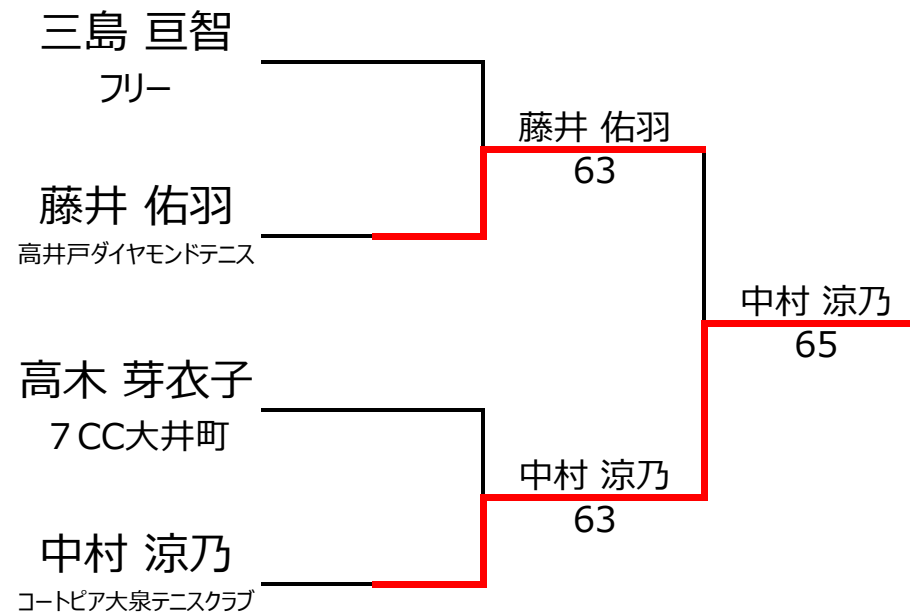 三島 亘智
フリー
藤井 佑羽
63
藤井 佑羽
高井戸ダイヤモンドテニス
中村 涼乃
65
高木 芽衣子
７CC大井町
中村 涼乃
63
中村 涼乃
コートピア大泉テニスクラブ